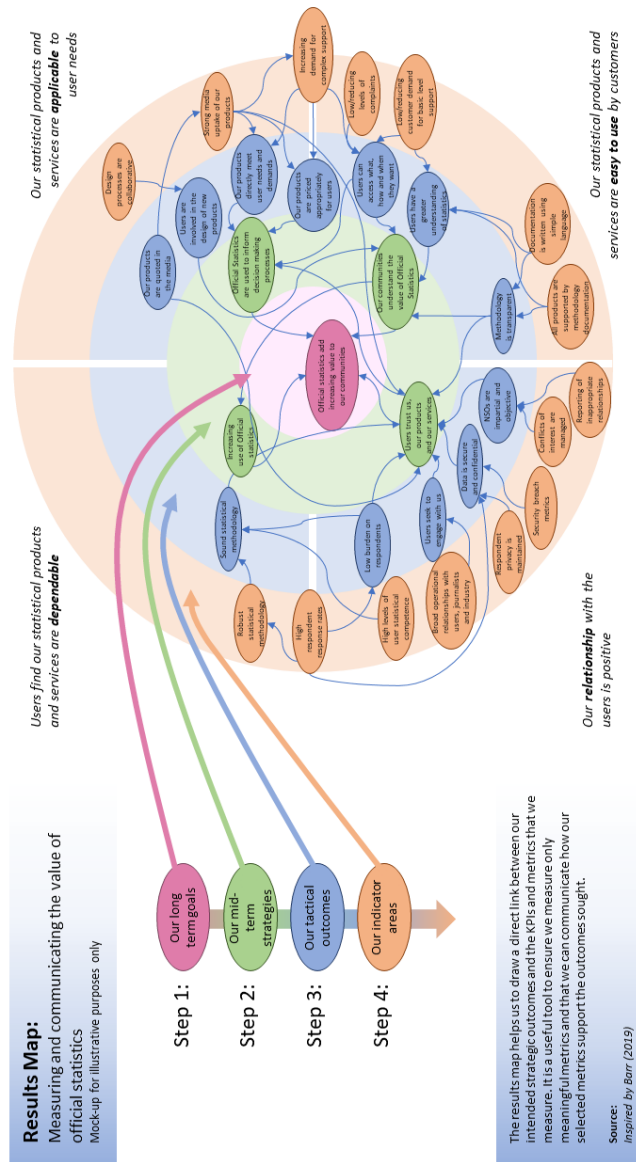 Results Map:
Measuring and communicating the value of
official statistics
Mock-up for illustrative purposes only
Step 1:
Our long
term goals
Step 2:
Our mid-
term
strategies
Step 3:
Our tactical
outcomes
Step 4:
Our indicator
areas
The results map helps us to draw a direct link between our
intended strategic outcomes and the KPIs and metrics that we
measure. It is a useful tool to ensure we measure only
meaningful metrics and that we can communicate how our
selected metrics support the outcomes sought.
Source:
Inspired by Barr (2019)
Users find our statistical products
and services are dependable
Our statistical products and
services are applicable to
user needs
Our relationship with the
users is positive
Our statistical products and
services are easy to use by customers
Official statistics add
increasing value to
our communities
Increasing
use of Official
statistics
Official Statistics
are used to inform
decision making
processes
Users trust us,
our products
and our services
Our communities
understand the
value of Official
Statistics
Sound statistical
methodology
Low burden on
respondents
Users seek to
engage with us
Data is secure
and confidential
NSOs are
impartial and
objective
Methodology
is transparent
Users have a
greater
understanding
of statistics
Users can
access what,
how and when
they want
Our products
are priced
appropriately
for users
Our products
directly meet
user needs and
demands
Users are
involved in the
design of new
products
Our products
are quoted in
the media
Robust
statistical
methodology
High
respondent
response rates
High levels of
user statistical
competence
Broad operational
relationships with
users, journalists
and industry
Respondent
privacy is
maintained
Security breach
metrics
Conflicts of
interest are
managed
Reporting of
inappropriate
relationships
All products are
supported by
methodology
documentation
Documentation
is written using
simple
language
Low/reducing
customer demand
for basic level
support
Low/reducing
levels of
complaints
Increasing
demand for
complex support
Strong media
uptake of our
products
Design
processes are
collaborative